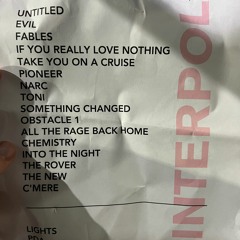 UNTITLED
EVIL
FABLES
IF YOU REALLY LOVE NOTHING
TAKE YOU ON A CRUISE
PIONEER
NARC
TONI
SOMETHING CHANGED
OBSTACLE 1
ALL THE RAGE BACK HOME
CHEMISTRY
INTO THE NIGHT
THE ROVER
THE NEW
C'MERE
LIGHTS
INTERPOL